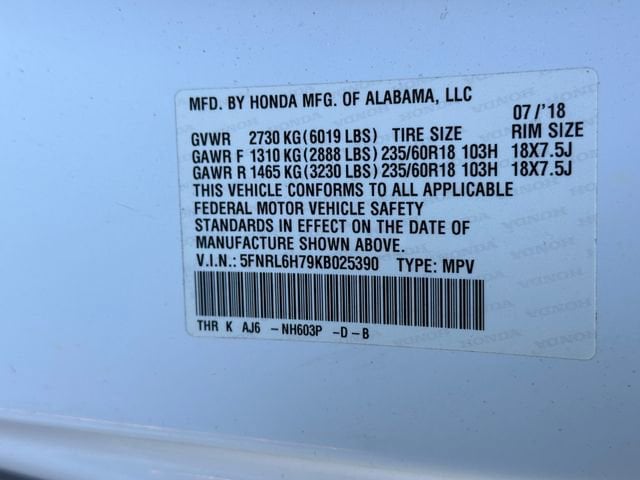 MFD. BY HONDA MFG. OF ALABAMA, LLC
07/'18
GVWR 2730 KG(6019 LBS) TIRE SIZE RIM SIZE
GAWR F 1310 KG (2888 LBS) 235/60R18 103H 18X7.5J
GAWR R 1465 KG (3230 LBS) 235/60R18 103H 18X7.5J
THIS VEHICLE CONFORMS TO ALL APPLICABLE
FEDERAL MOTOR VEHICLE SAFETY
STANDARDS IN EFFECT ON THE DATE OF
MANUFACTURE SHOWN ABOVE.
V.I.N.: 5FNRL6H79KB025390 TYPE: MPV
THR K AJ6 -NH603P -D-B